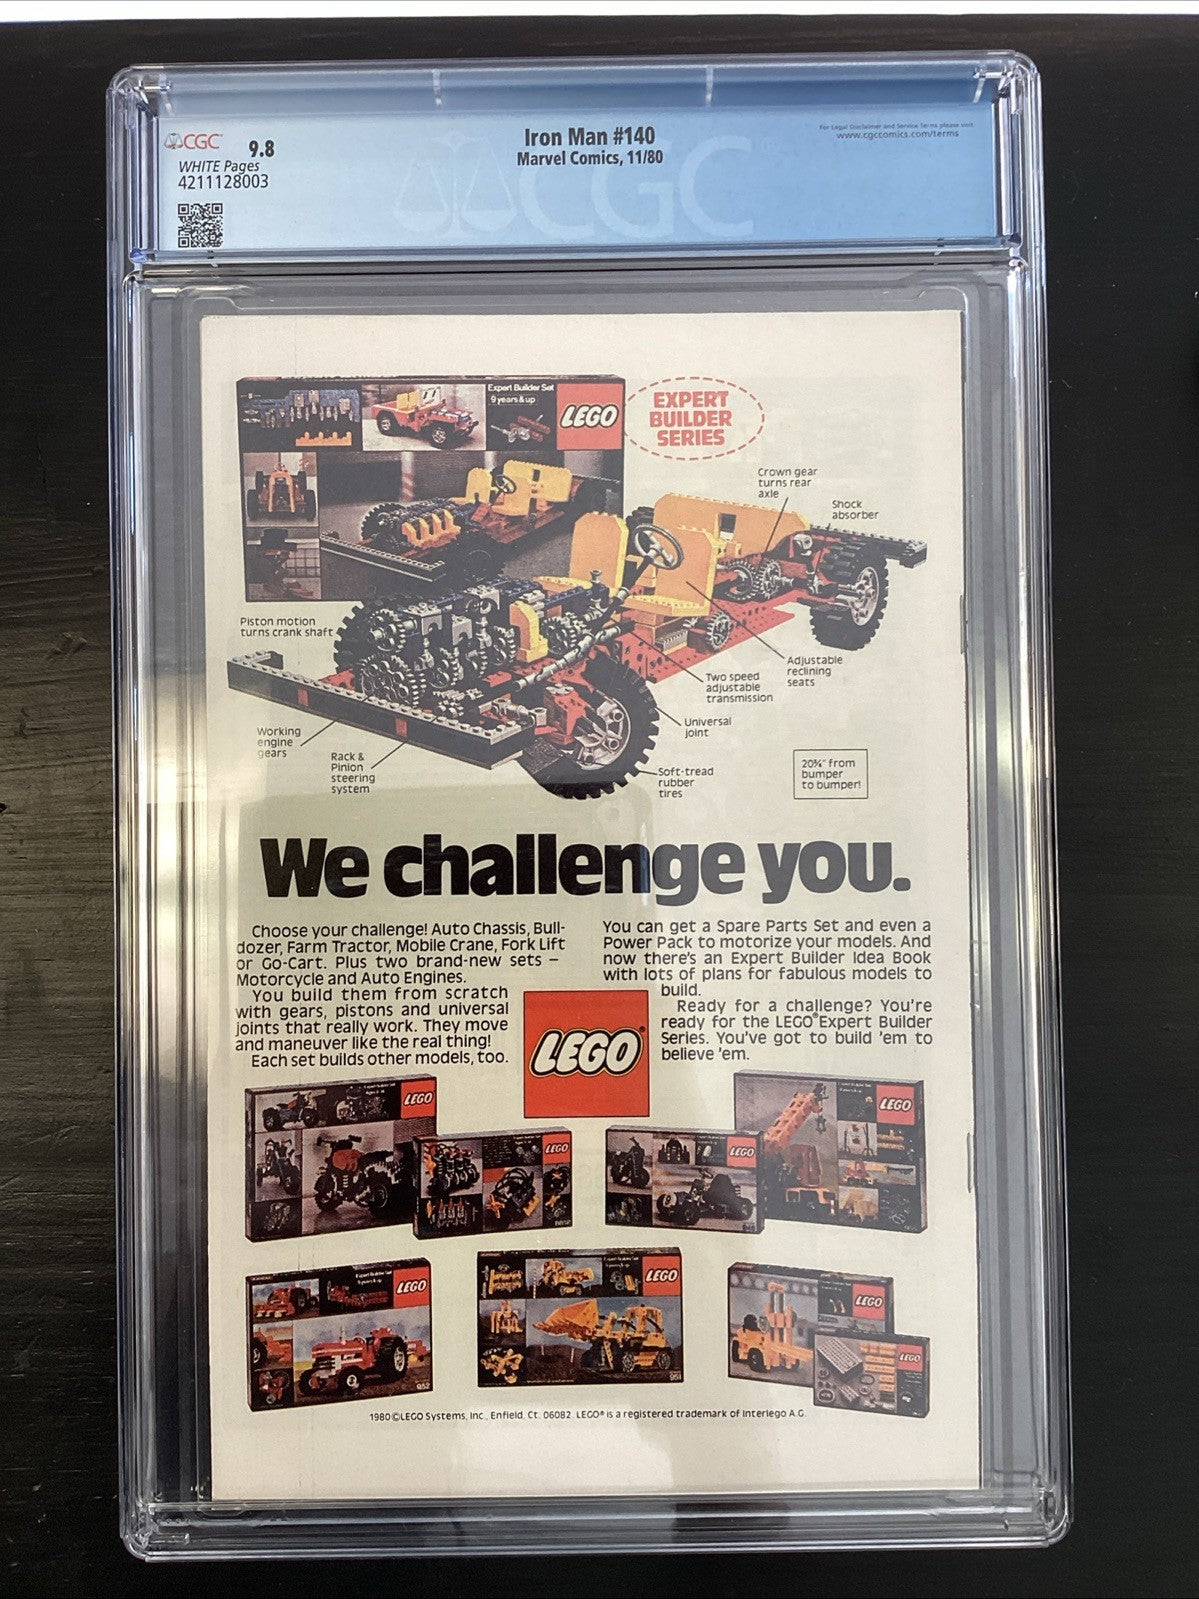 CGC
9.8
WHITE Pages
4211128003
Iron Man #140
Marvel Comics, 11/80
For Legal Disclaimer and Service Terms please visit
www.cgccomics.com/terms
CGC
Expert Builder Set
9 years & up
LEGO
EXPERT
BUILDER
SERIES
Crown gear
turns rear
axle
Shock
absorber
Piston motion
turns crank shaft
Adjustable
reclining
seats
Two speed
adjustable
transmission
Universal
joint
Working
engine
gears
Rack &
Pinion
steering
system
Soft-tread
rubber
tires
20¾" from
bumper
to bumper!
We challenge you.
Choose your challenge! Auto Chassis, Bull-
dozer, Farm Tractor, Mobile Crane, Fork Lift
or Go-Cart. Plus two brand-new sets –
Motorcycle and Auto Engines.
You build them from scratch
with gears, pistons and universal
joints that really work. They move
and maneuver like the real thing!
Each set builds other models, too.
You can get a Spare Parts Set and even a
Power Pack to motorize your models. And
now there's an Expert Builder Idea Book
with lots of plans for fabulous models to
build.
Ready for a challenge? You're
ready for the LEGO® Expert Builder
Series. You've got to build 'em to
believe 'em.
LEGO®
LEGO
LEGO
LEGO
LEGO
LEGO
952
LEGO
951
LEGO
LEGO
1980 ©LEGO Systems, Inc., Enfield, Ct. 06082. LEGO® is a registered trademark of Interlego A.G.